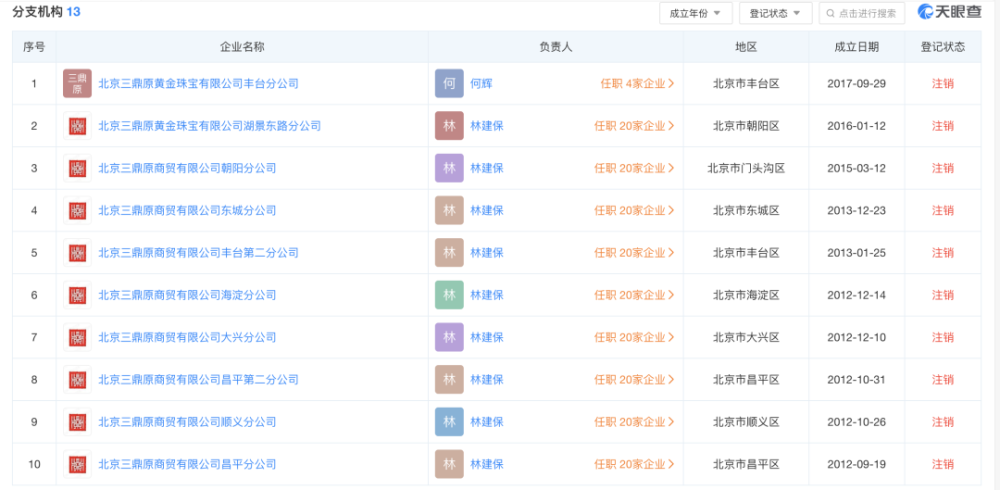 分支机构 13
成立年份 登记状态 点击进行搜索 天眼查
序号 企业名称 负责人 地区 成立日期 登记状态
1 三鼎原 北京三鼎原黄金珠宝有限公司丰台分公司 何 何辉 任职 4家企业 北京市丰台区 2017-09-29 注销
2 北京三鼎原黄金珠宝有限公司湖景东路分公司 林 林建保 任职 20家企业 北京市朝阳区 2016-01-12 注销
3 北京三鼎原商贸有限公司朝阳分公司 林 林建保 任职 20家企业 北京市门头沟区 2015-03-12 注销
4 北京三鼎原商贸有限公司东城分公司 林 林建保 任职 20家企业 北京市东城区 2013-12-23 注销
5 北京三鼎原商贸有限公司丰台第二分公司 林 林建保 任职 20家企业 北京市丰台区 2013-01-25 注销
6 北京三鼎原商贸有限公司海淀分公司 林 林建保 任职 20家企业 北京市海淀区 2012-12-14 注销
7 北京三鼎原商贸有限公司大兴分公司 林 林建保 任职 20家企业 北京市大兴区 2012-12-10 注销
8 北京三鼎原商贸有限公司昌平第二分公司 林 林建保 任职 20家企业 北京市昌平区 2012-10-31 注销
9 北京三鼎原商贸有限公司顺义分公司 林 林建保 任职 20家企业 北京市顺义区 2012-10-26 注销
10 北京三鼎原商贸有限公司昌平分公司 林 林建保 任职 20家企业 北京市昌平区 2012-09-19 注销